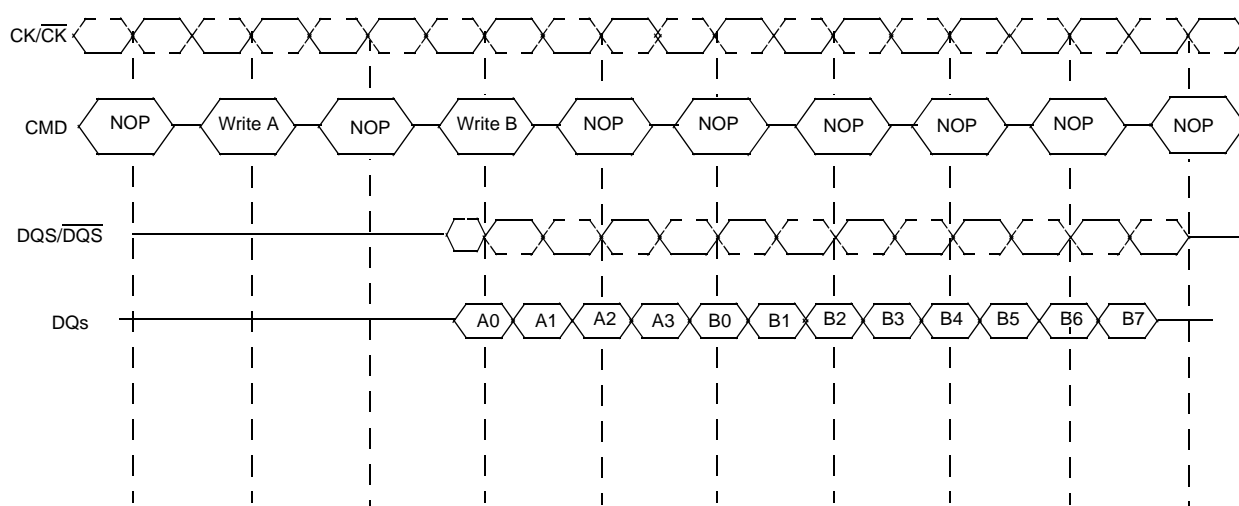 CK/CK
CMD NOP Write A NOP Write B NOP NOP NOP NOP NOP NOP
DQS/DQS
DQs A0 A1 A2 A3 B0 B1 B2 B3 B4 B5 B6 B7